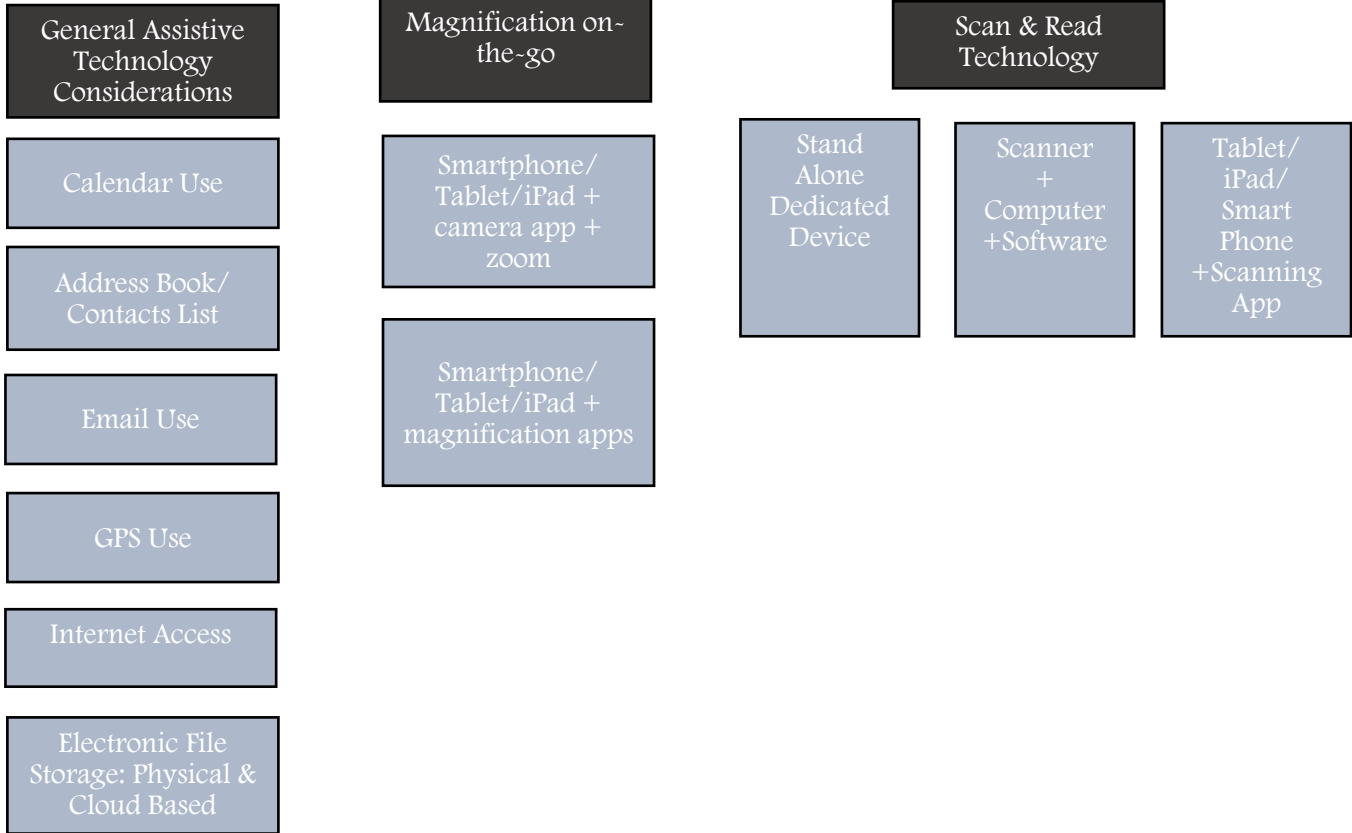 General Assistive
Technology
Considerations
Calendar Use
Address Book/
Contacts List
Email Use
GPS Use
Internet Access
Electronic File
Storage: Physical &
Cloud Based
Magnification on-
the-go
Smartphone/
Tablet/iPad +
camera app +
zoom
Smartphone/
Tablet/iPad +
magnification apps
Scan & Read
Technology
Stand
Alone
Dedicated
Device
Scanner
+
Computer
+Software
Tablet/
iPad/
Smart
Phone
+Scanning
App